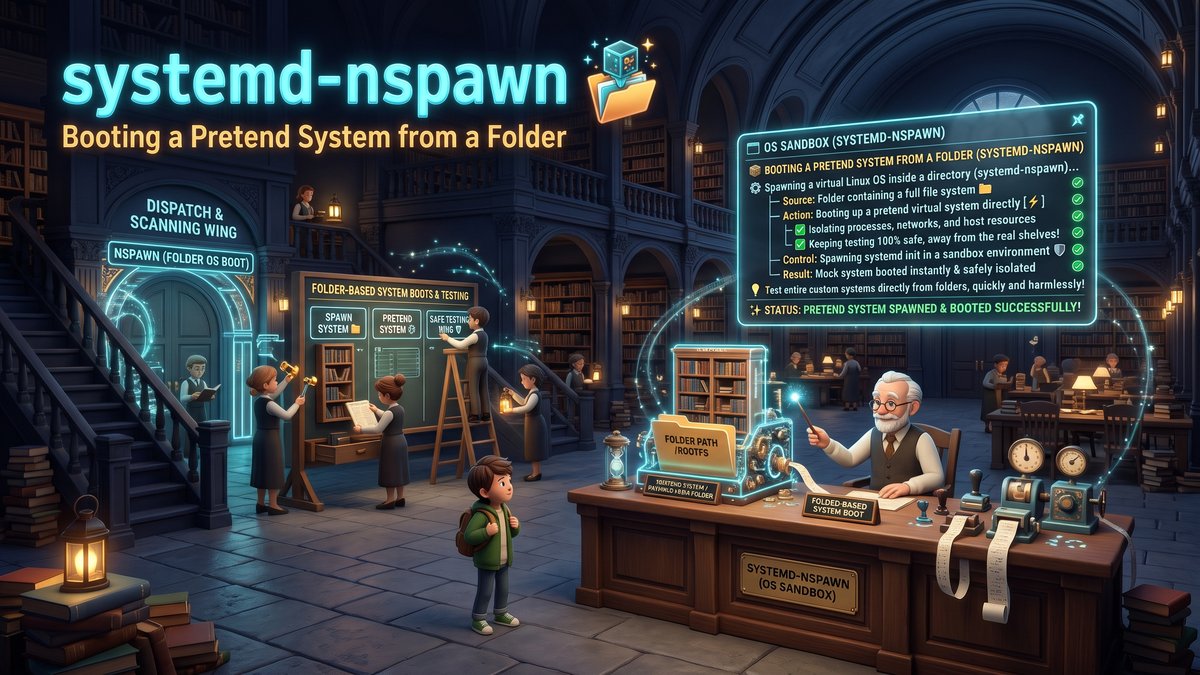 systemd-nspawn
Booting a Pretend System from a Folder
DISPATCH &
SCANNING WING
NSPAWN (FOLDER OS BOOT)
FOLDER-BASED SYSTEM BOOTS & TESTING
SPAWN
SYSTEM
PRETEND
SYSTEM
SAFE TESTING
WING
OS SANDBOX (SYSTEMD-NSPAWN)
BOOTING A PRETEND SYSTEM FROM A FOLDER (SYSTEMD-NSPAWN)
Spawning a virtual Linux OS inside a directory (systemd-nspawn)...
Source: Folder containing a full file system
Action: Booting up a pretend virtual system directly [⚡]
Isolating processes, networks, and host resources
Keeping testing 100% safe, away from the real shelves!
Control: Spawning systemd init in a sandbox environment
Result: Mock system booted instantly & safely isolated
Test entire custom systems directly from folders, quickly and harmlessly!
STATUS: PRETEND SYSTEM SPAWNED & BOOTED SUCCESSFULLY!
FOLDER PATH
/ROOTFS
SYSTEM /
FOLDER
FOLDED-BASED
SYSTEM BOOT
SYSTEMD-NSPAWN
(OS SANDBOX)